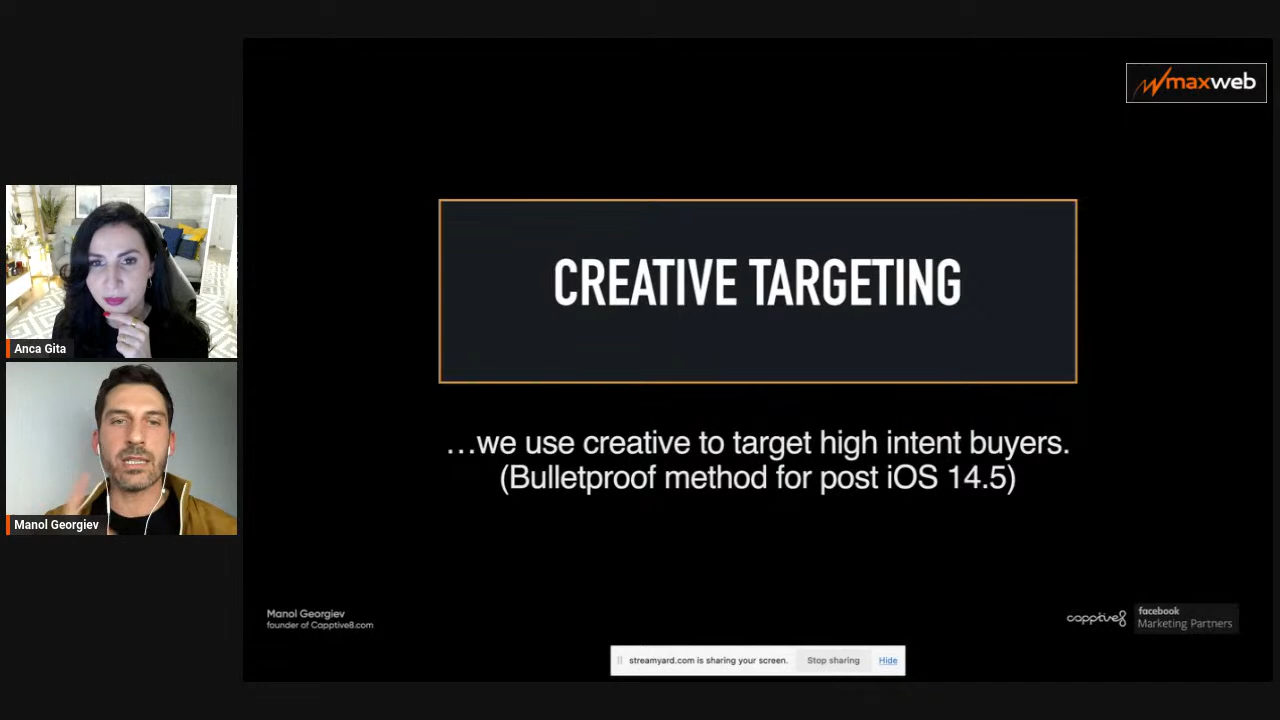 maxweb
CREATIVE TARGETING
…we use creative to target high intent buyers.
(Bulletproof method for post iOS 14.5)
Anca Gita
Manol Georgiev
Manol Georgiev
founder of Capptive8.com
capptive8
facebook
Marketing Partners
streamyard.com is sharing your screen.
Stop sharing
Hide